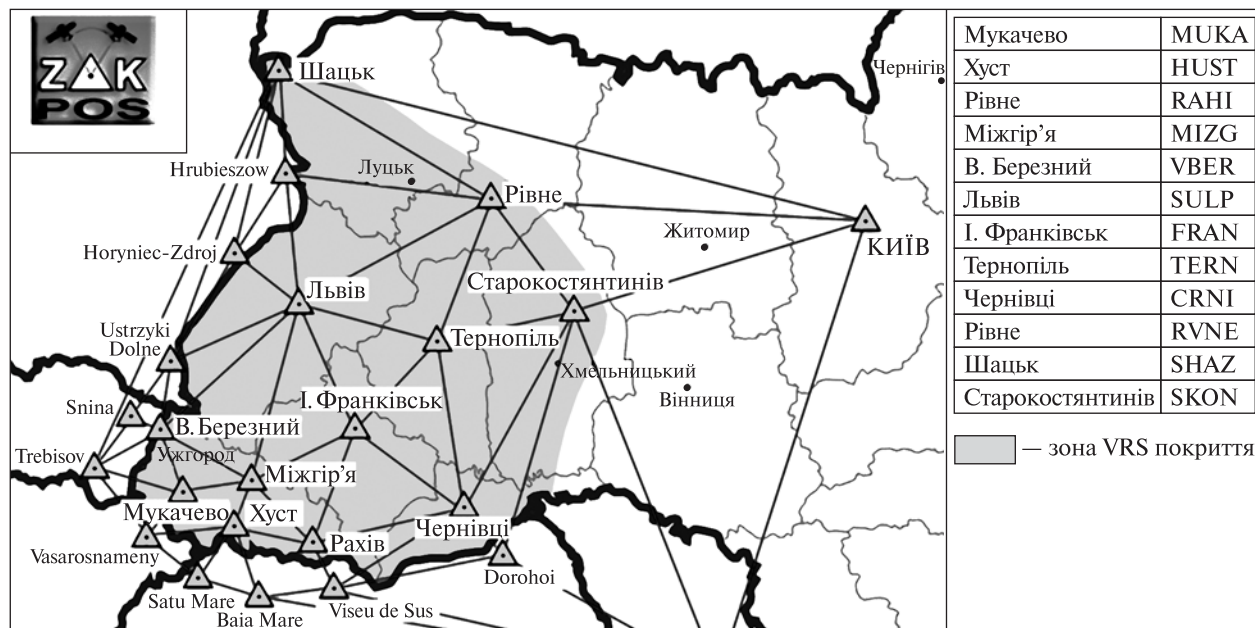 ZAK
POS
Шацьк
Чернігів
Hrubieszow
Луцьк
Рівне
Житомир
КИЇВ
Horyniec-Zdroj
Старокостянтинів
Львів
Ustrzyki
Dolne
Тернопіль
Хмельницький
Вінниця
Snina
І. Франківськ
В. Березний
Trebisov
Ужгород
Міжгір'я
Мукачево
Хуст
Чернівці
Vasarosnameny
Рахів
Dorohoi
Satu Mare
Baia Mare
Viseu de Sus
Мукачево MUKA
Хуст HUST
Рівне RAHI
Міжгір'я MIZG
В. Березний VBER
Львів SULP
І. Франківськ FRAN
Тернопіль TERN
Чернівці CRNI
Рівне RVNE
Шацьк SHAZ
Старокостянтинів SKON
— зона VRS покриття